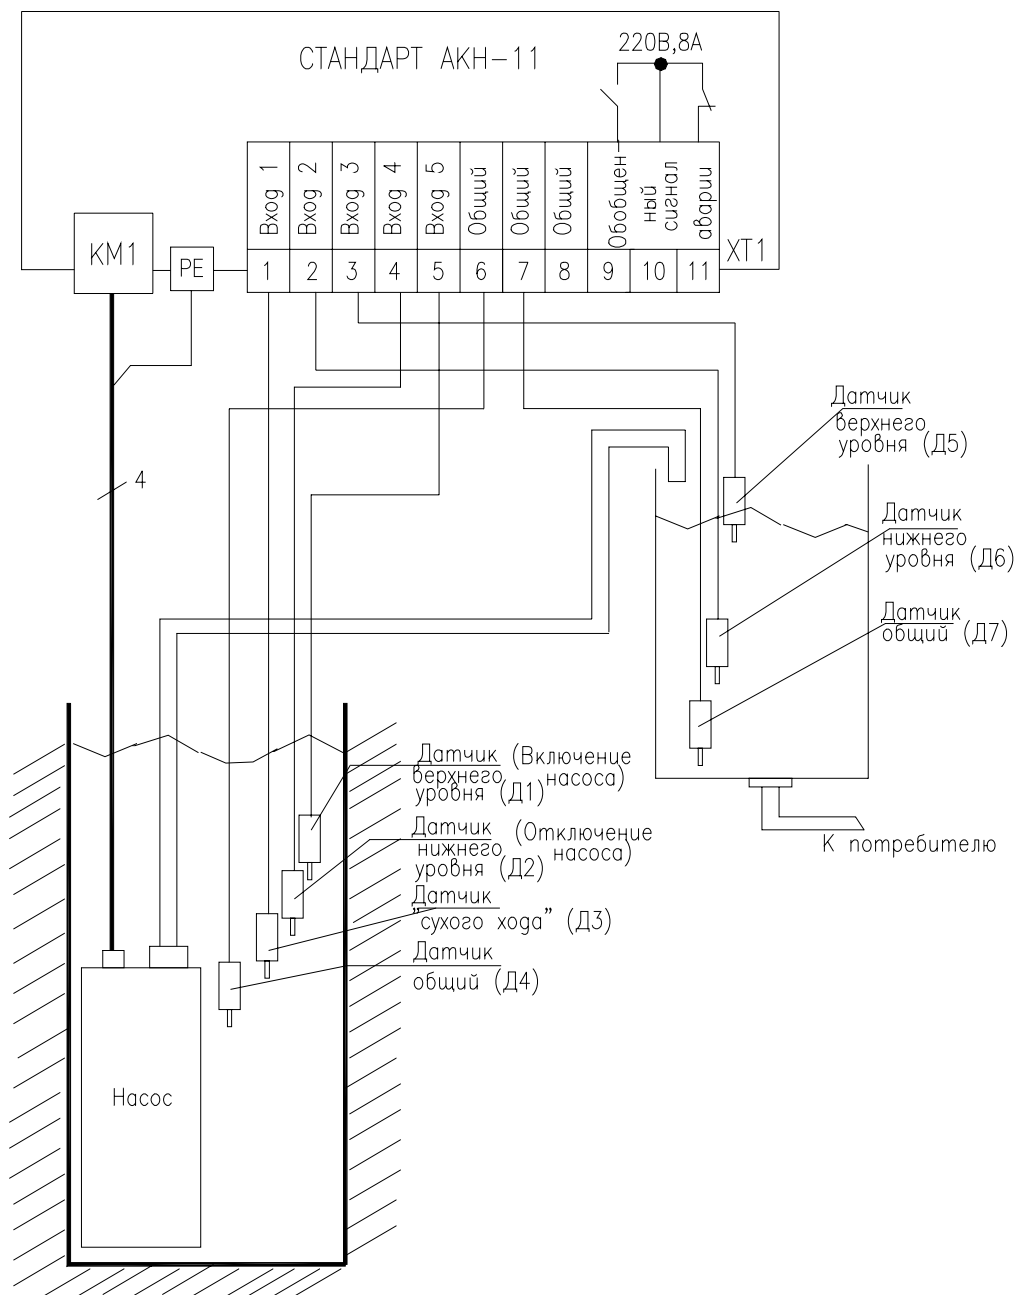 СТАНДАРТ АКН-11
220В,8А
Вход 1
Вход 2
Вход 3
Вход 4
Вход 5
Общий
Общий
Общий
Обобщен
ный
сигнал
аварии
КМ1
PE
1
2
3
4
5
6
7
8
9
10
11
XT1
4
Датчик
верхнего
уровня (Д5)
Датчик
нижнего
уровня (Д6)
Датчик
общий (Д7)
К потребителю
Датчик (Включение
верхнего насоса)
уровня (Д1)
Датчик (Отключение
нижнего насоса)
уровня (Д2)
Датчик
"сухого хода" (Д3)
Датчик
общий (Д4)
Насос